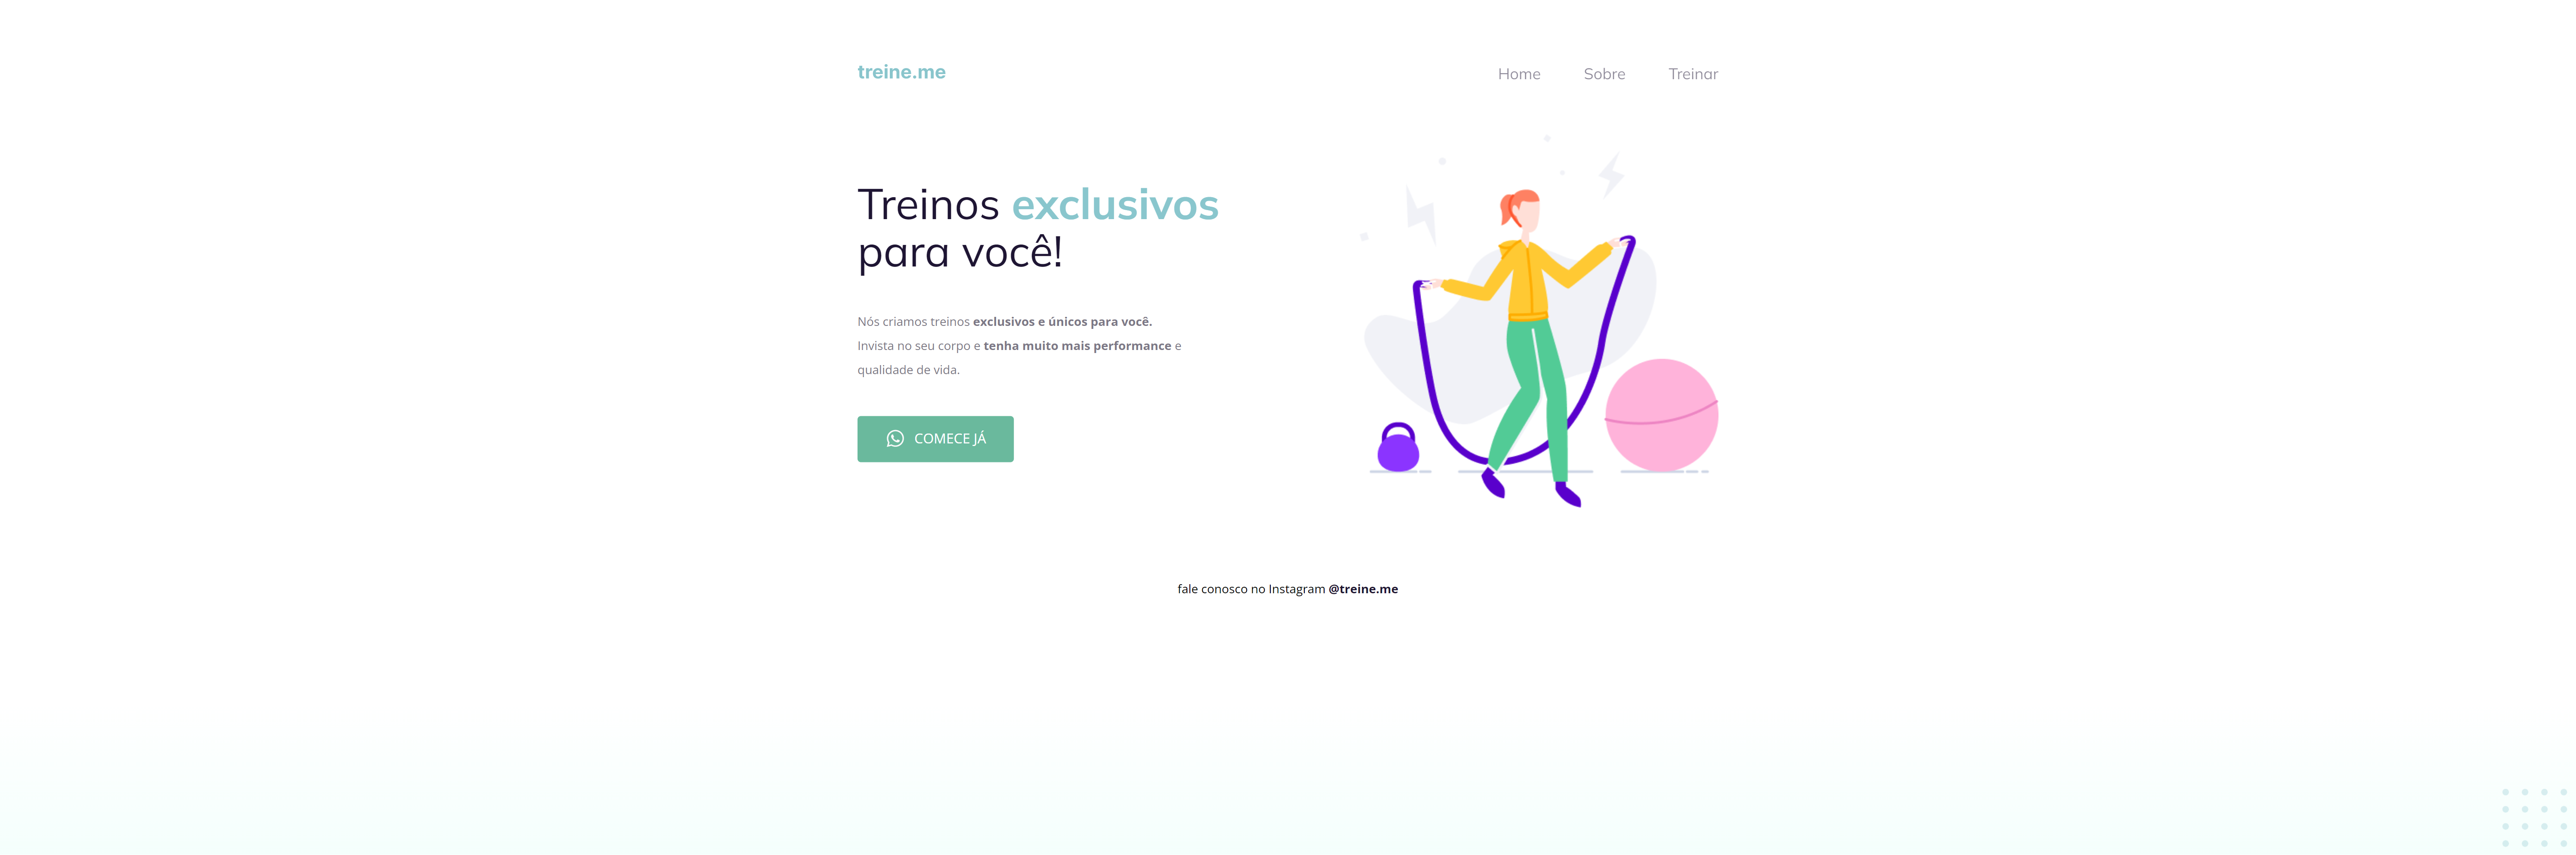 treine.me
Home Sobre Treinar
Treinos exclusivos
para você!
Nós criamos treinos exclusivos e únicos para você.
Invista no seu corpo e tenha muito mais performance e
qualidade de vida.
COMECE JÁ
fale conosco no Instagram @treine.me